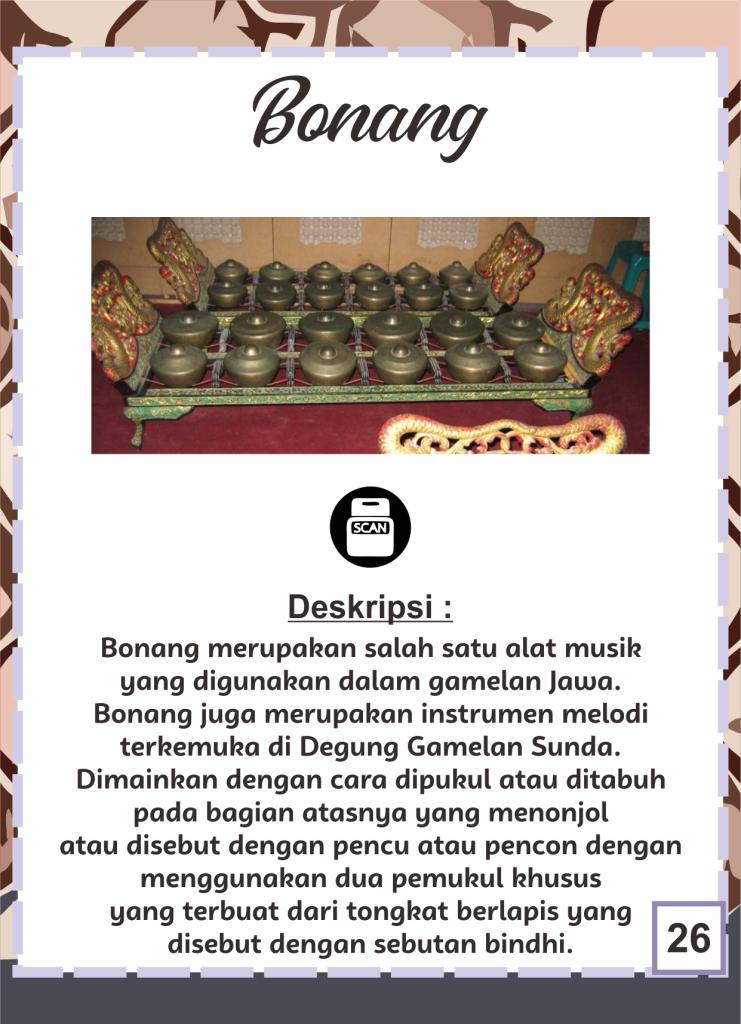 Bonang
SCAN
Deskripsi :
Bonang merupakan salah satu alat musik
yang digunakan dalam gamelan Jawa.
Bonang juga merupakan instrumen melodi
terkemuka di Degung Gamelan Sunda.
Dimainkan dengan cara dipukul atau ditabuh
pada bagian atasnya yang menonjol
atau disebut dengan pencu atau pencon dengan
menggunakan dua pemukul khusus
yang terbuat dari tongkat berlapis yang
disebut dengan sebutan bindhi.
26